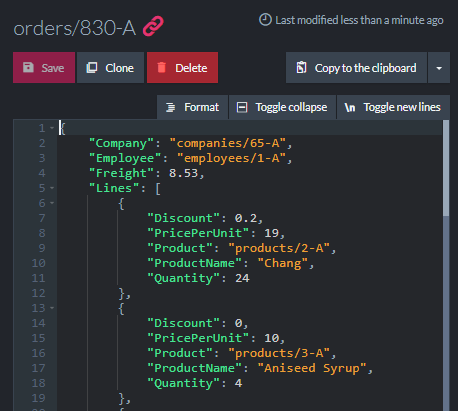 orders/830-A
Last modified less than a minute ago
Save
Clone
Delete
Copy to the clipboard
Format
Toggle collapse
\n Toggle new lines
1 {
2 "Company": "companies/65-A",
3 "Employee": "employees/1-A",
4 "Freight": 8.53,
5 "Lines": [
6 {
7 "Discount": 0.2,
8 "PricePerUnit": 19,
9 "Product": "products/2-A",
10 "ProductName": "Chang",
11 "Quantity": 24
12 },
13 {
14 "Discount": 0,
15 "PricePerUnit": 10,
16 "Product": "products/3-A",
17 "ProductName": "Aniseed Syrup",
18 "Quantity": 4
19 },